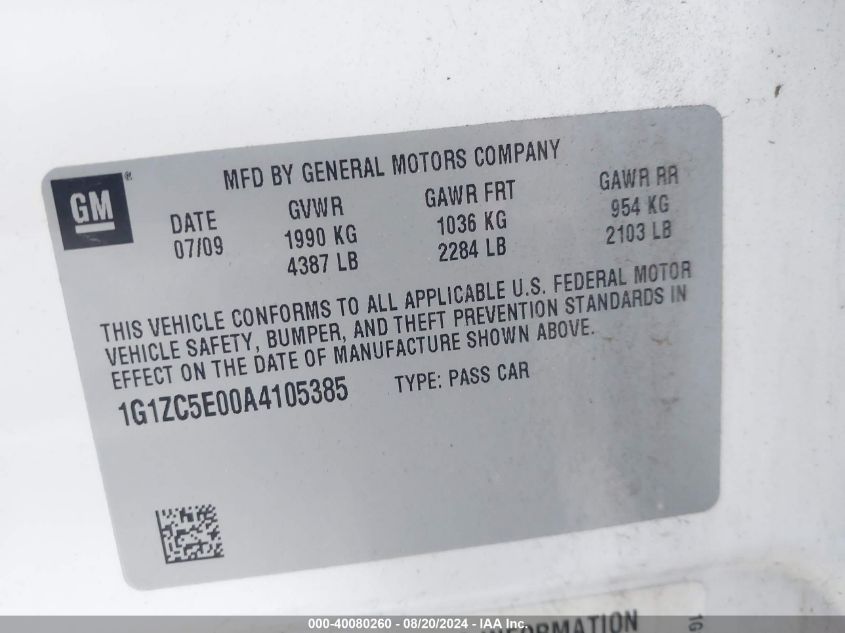 MFD BY GENERAL MOTORS COMPANY
GM®
DATE GVWR GAWR FRT GAWR RR
07/09 1990 KG 1036 KG 954 KG
4387 LB 2284 LB 2103 LB
THIS VEHICLE CONFORMS TO ALL APPLICABLE U.S. FEDERAL MOTOR
VEHICLE SAFETY, BUMPER, AND THEFT PREVENTION STANDARDS IN
EFFECT ON THE DATE OF MANUFACTURE SHOWN ABOVE.
1G1ZC5E00A4105385 TYPE: PASS CAR
INFORMATION
1G
000-40080260 - 08/20/2024 - IAA Inc.